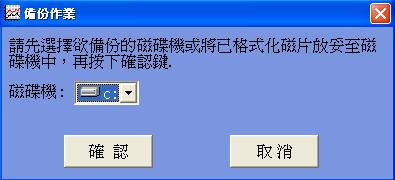 備份作業
請先選擇欲備份的磁碟機或將已格式化磁片放妥至磁
碟機中，再按下確認鍵.
磁碟機： c:
確認 取消